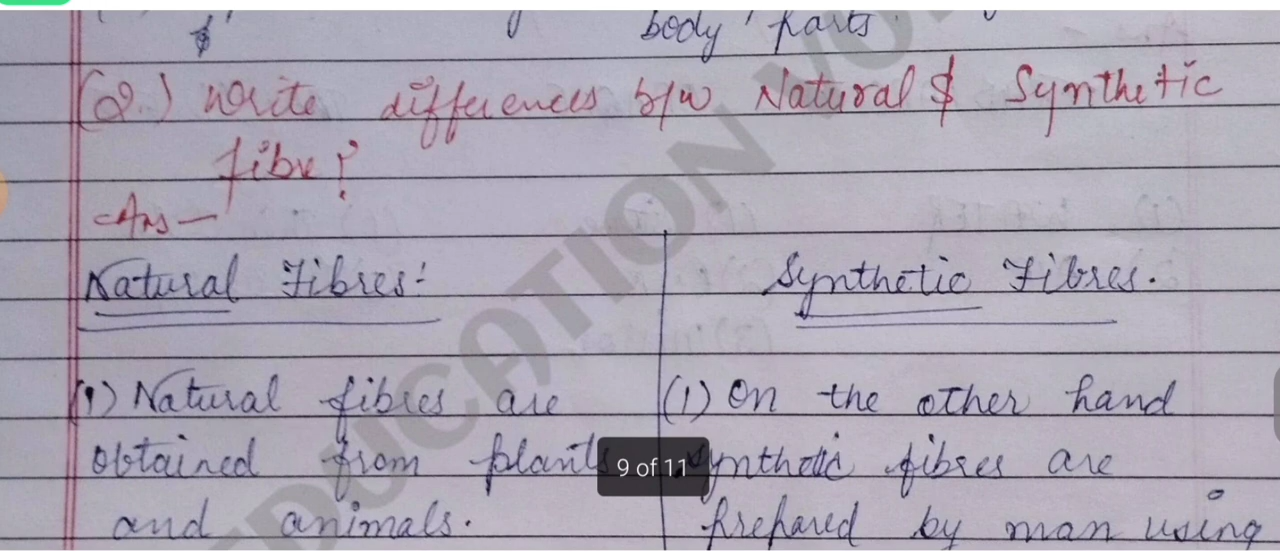 body parts
(Q.) write differences b/w Natural & Synthetic
fibre?
Ans —
Natural Fibres:
Synthetic Fibres.
(1) Natural fibres are
obtained from plants
and animals.
(1) On the other hand
synthetic fibres are
prepared by man using
9 of 11
EDUCATION